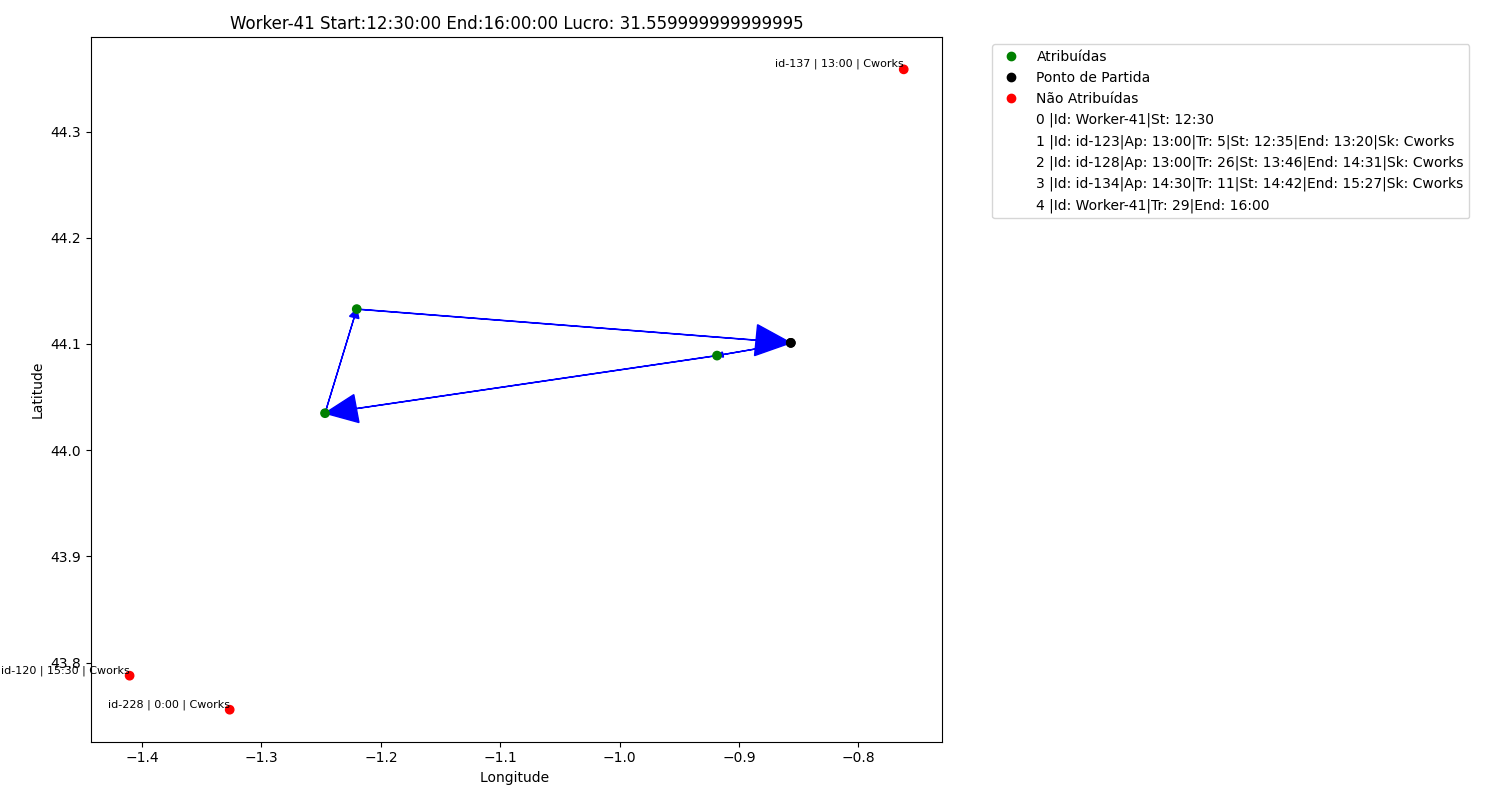 Worker-41 Start:12:30:00 End:16:00:00 Lucro: 31.559999999999995
id-137 | 13:00 | Cworks
Atribuídas
Ponto de Partida
Não Atribuídas
0 |Id: Worker-41|St: 12:30
1 |Id: id-123|Ap: 13:00|Tr: 5|St: 12:35|End: 13:20|Sk: Cworks
2 |Id: id-128|Ap: 13:00|Tr: 26|St: 13:46|End: 14:31|Sk: Cworks
3 |Id: id-134|Ap: 14:30|Tr: 11|St: 14:42|End: 15:27|Sk: Cworks
4 |Id: Worker-41|Tr: 29|End: 16:00
44.3
44.2
44.1
44.0
43.9
43.8
Latitude
id-120 | 15:30 | Cworks
id-228 | 0:00 | Cworks
−1.4 −1.3 −1.2 −1.1 −1.0 −0.9 −0.8
Longitude